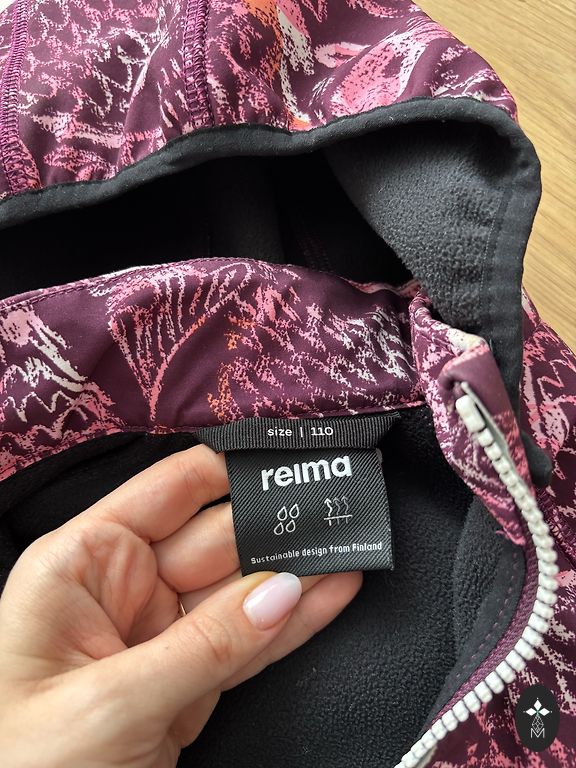 size | 110
reima
Sustainable design from Finland
M